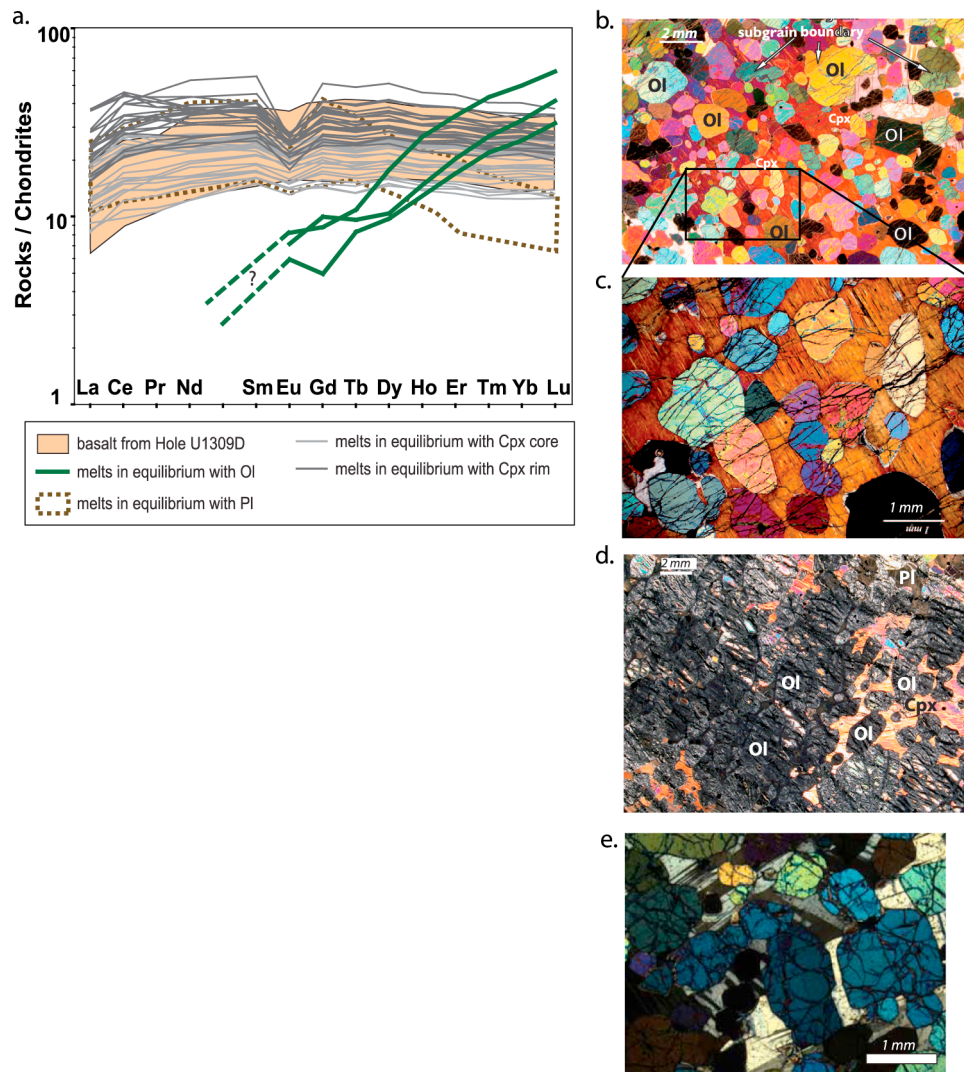 a.
100
10
1
Rocks / Chondrites
?
La Ce Pr Nd Sm Eu Gd Tb Dy Ho Er Tm Yb Lu
basalt from Hole U1309D
melts in equilibrium with Ol
melts in equilibrium with Pl
melts in equilibrium with Cpx core
melts in equilibrium with Cpx rim
b.
2 mm
subgrain boundary
Ol
Ol
Ol
Ol
Cpx
Cpx
Ol
Ol
c.
1 mm
1 mm
d.
2 mm
Pl
Ol
Ol
Cpx
Ol
Ol
e.
1 mm